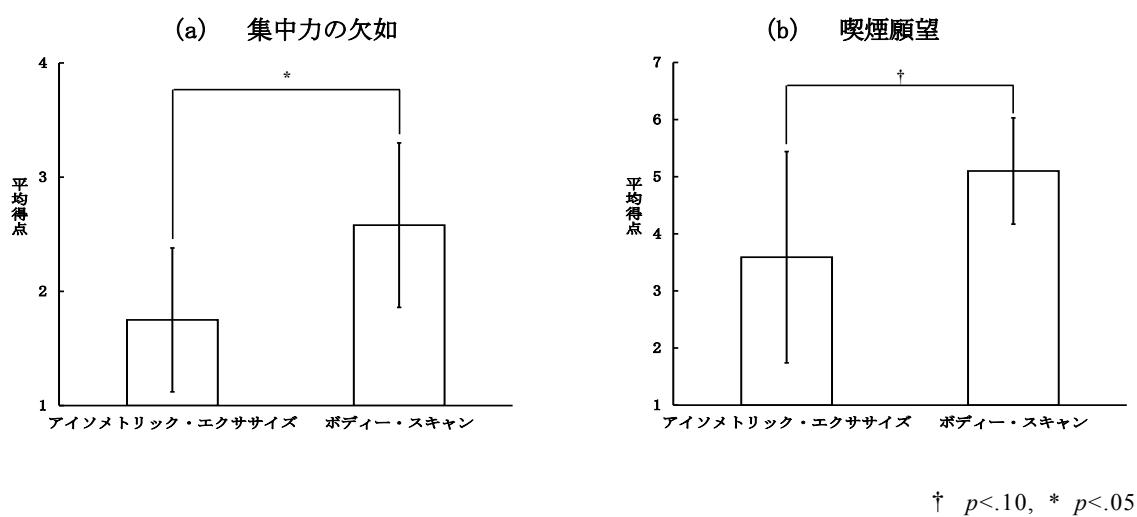 (a) 集中力の欠如
4
*
3
平均得点
2
1
アイソメトリック・エクササイズ ボディー・スキャン
(b) 喫煙願望
7
†
6
5
平均得点
4
3
2
1
アイソメトリック・エクササイズ ボディー・スキャン
† p<.10, * p<.05